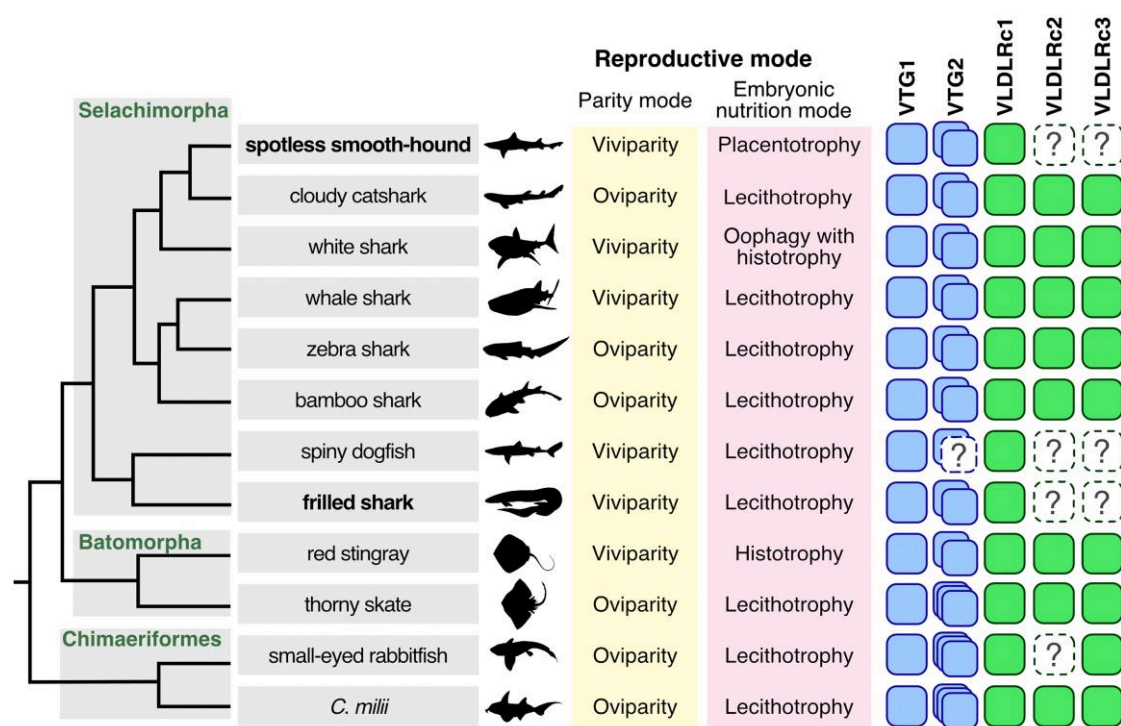 Reproductive mode
Parity mode
Embryonic
nutrition mode
VTG1
VTG2
VLDLRc1
VLDLRc2
VLDLRc3
Selachimorpha
spotless smooth-hound Viviparity Placentotrophy ? ?
cloudy catshark Oviparity Lecithotrophy
white shark Viviparity Oophagy with
histotrophy
whale shark Viviparity Lecithotrophy
zebra shark Oviparity Lecithotrophy
bamboo shark Oviparity Lecithotrophy
spiny dogfish Viviparity Lecithotrophy ? ? ?
frilled shark Viviparity Lecithotrophy ? ?
Batomorpha
red stingray Viviparity Histotrophy
thorny skate Oviparity Lecithotrophy
Chimaeriformes
small-eyed rabbitfish Oviparity Lecithotrophy ?
C. milii Oviparity Lecithotrophy